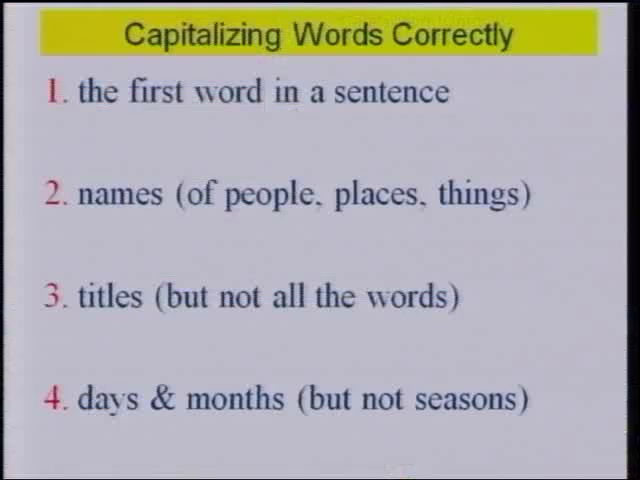 Capitalizing Words Correctly
1. the first word in a sentence
2. names (of people, places, things)
3. titles (but not all the words)
4. days & months (but not seasons)